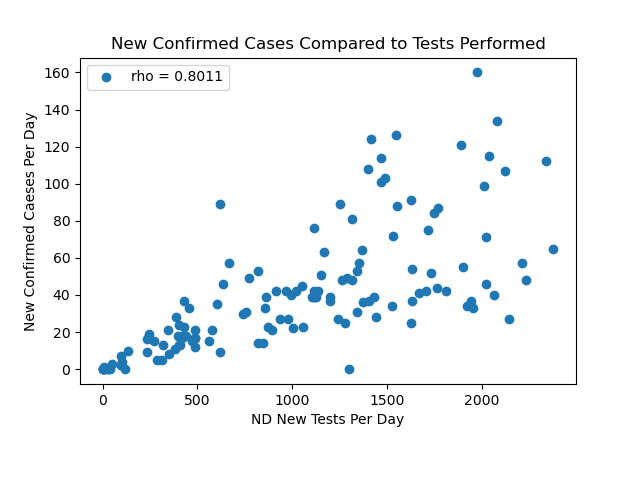 New Confirmed Cases Compared to Tests Performed
rho = 0.8011
160
140
120
100
80
60
40
20
0
New Confirmed Caeses Per Day
0 500 1000 1500 2000
ND New Tests Per Day